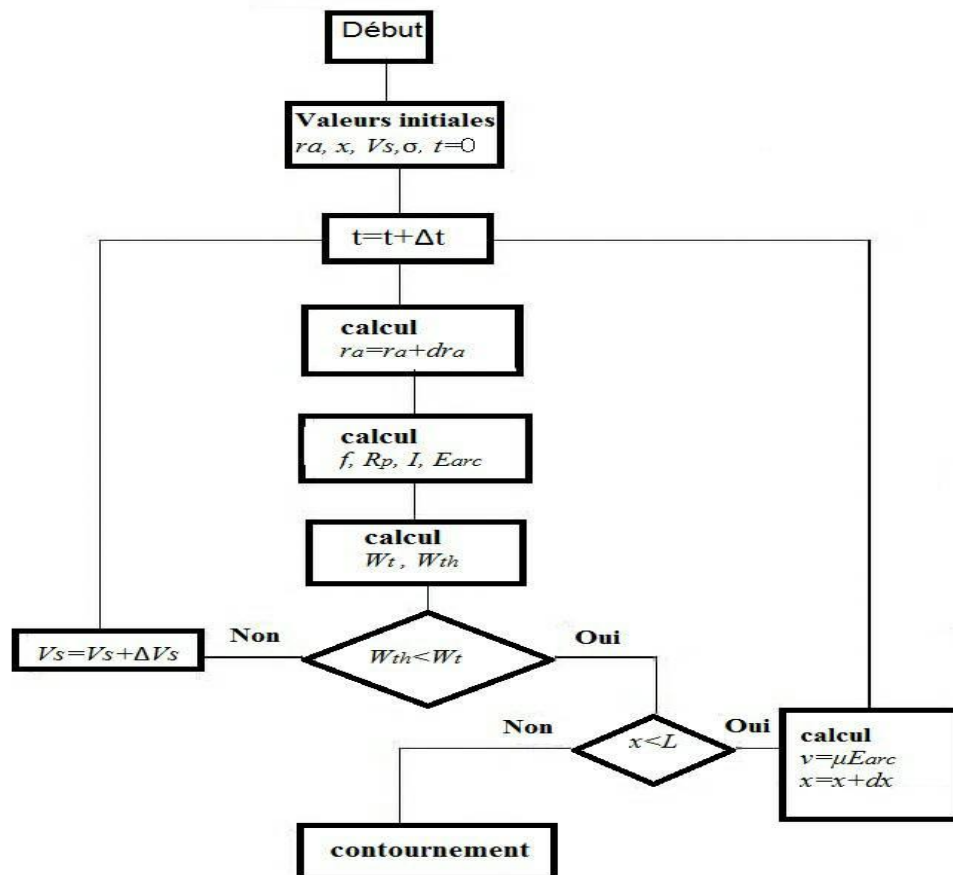 Début
Valeurs initiales
ra, x, Vs,σ, t=0
t=t+Δt
calcul
ra=ra+dra
calcul
f, Rp, I, Earc
calcul
Wt , Wth
Non
Oui
Vs=Vs+ΔVs
Wth<Wt
Non
Oui
x<L
calcul
v=μEarc
x=x+dx
contournement